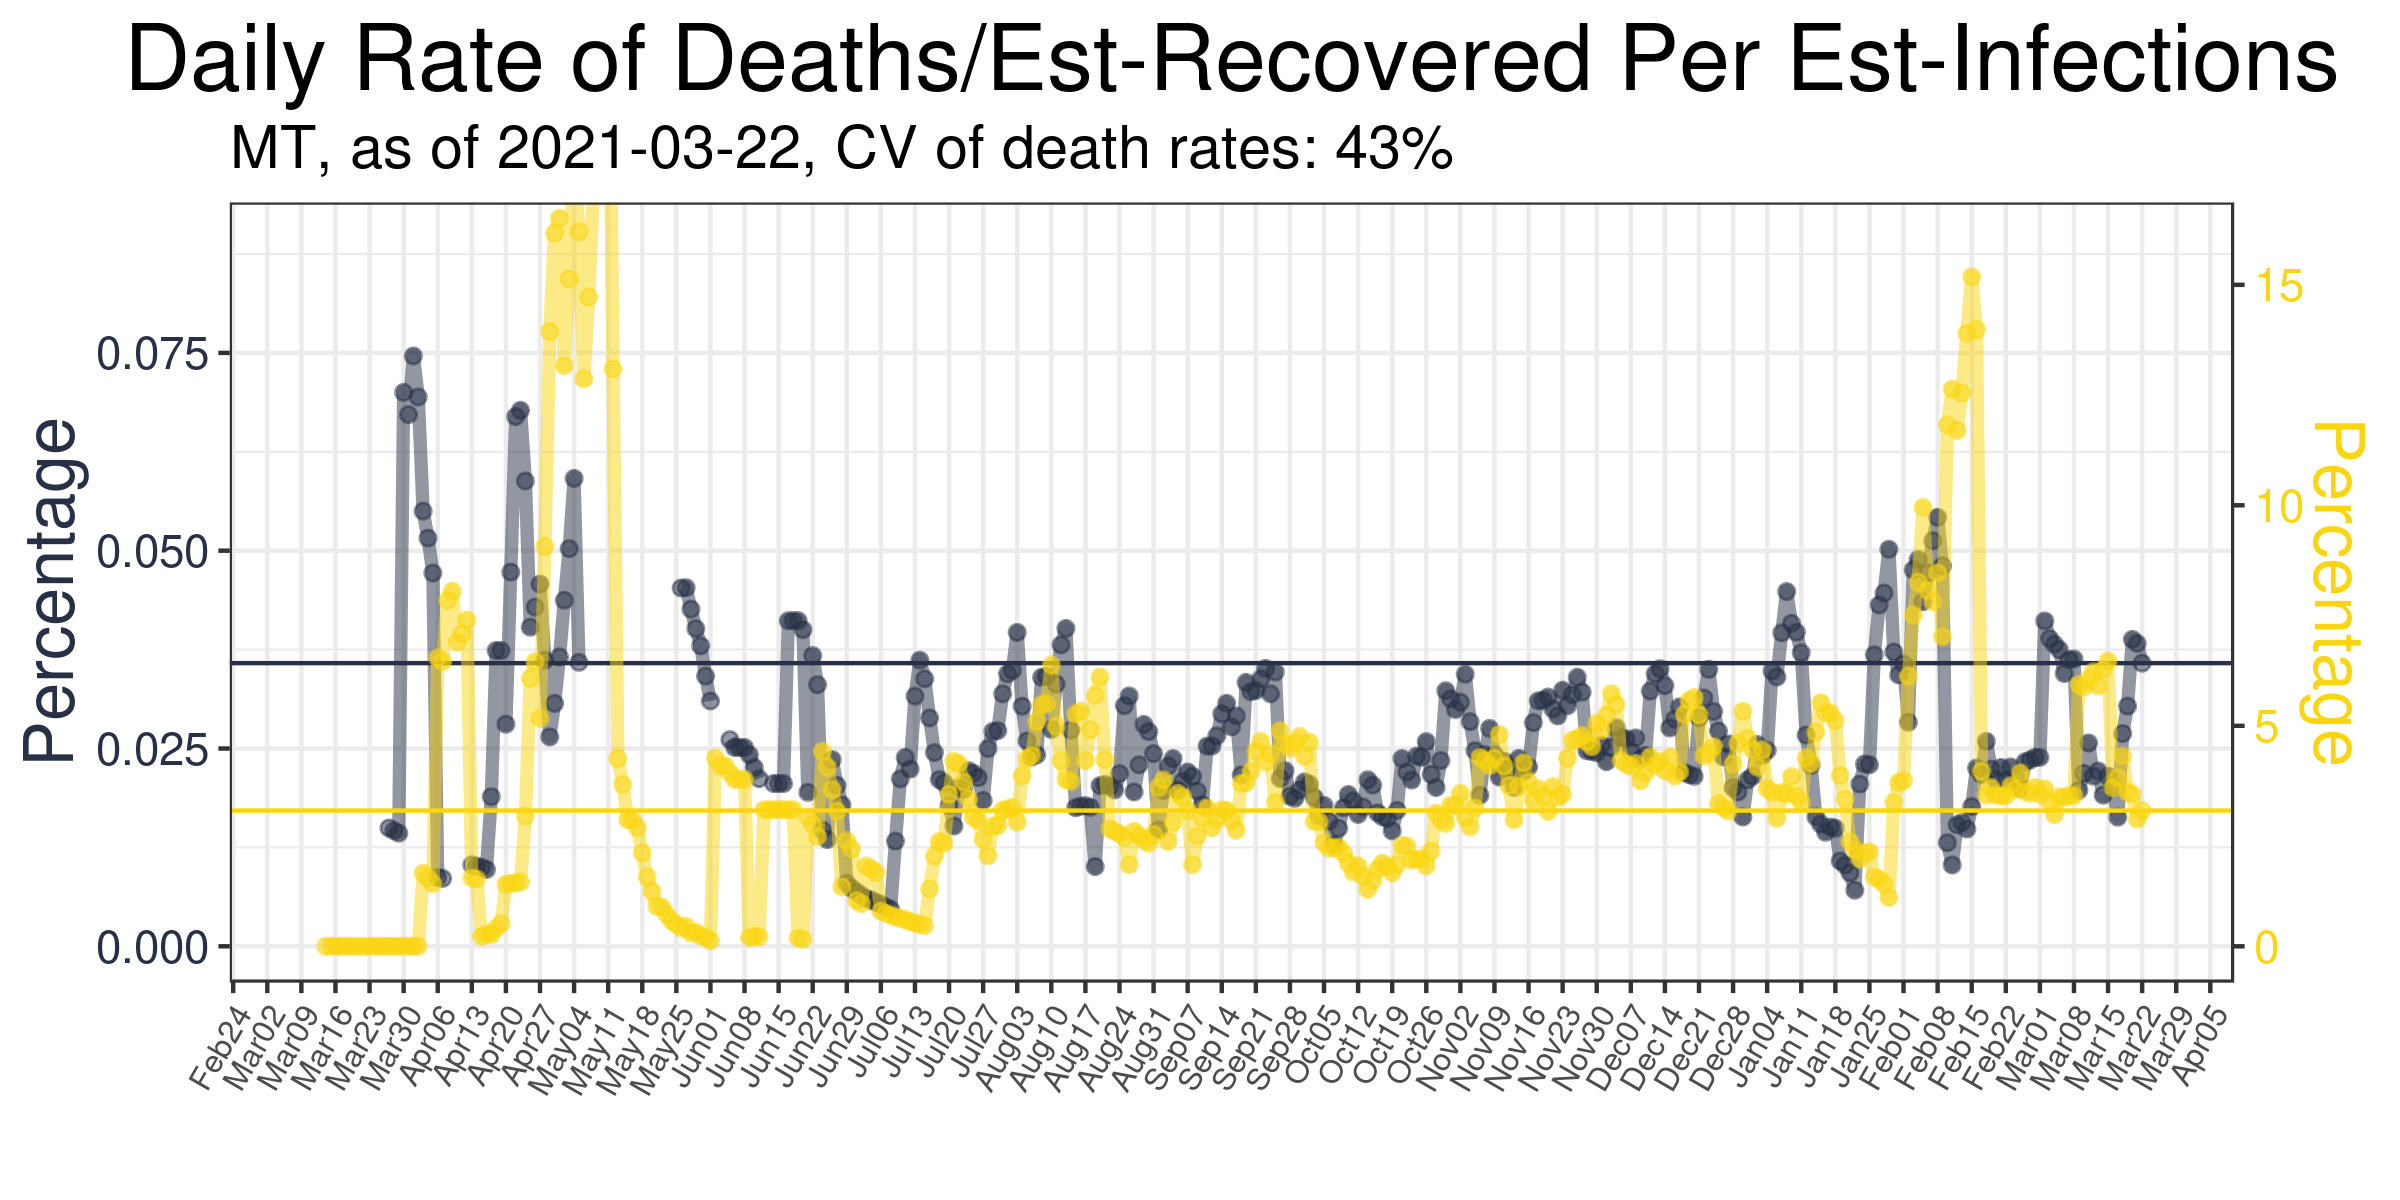 Daily Rate of Deaths/Est-Recovered Per Est-Infections
MT, as of 2021-03-22, CV of death rates: 43%
Percentage
0.075
0.050
0.025
0.000
15
10
5
0
Percentage
Feb24
Mar02
Mar09
Mar16
Mar23
Mar30
Apr06
Apr13
Apr20
Apr27
May04
May11
May18
May25
Jun01
Jun08
Jun15
Jun22
Jun29
Jul06
Jul13
Jul20
Jul27
Aug03
Aug10
Aug17
Aug24
Aug31
Sep07
Sep14
Sep21
Sep28
Oct05
Oct12
Oct19
Oct26
Nov02
Nov09
Nov16
Nov23
Nov30
Dec07
Dec14
Dec21
Dec28
Jan04
Jan11
Jan18
Jan25
Feb01
Feb08
Feb15
Feb22
Mar01
Mar08
Mar15
Mar22
Mar29
Apr05